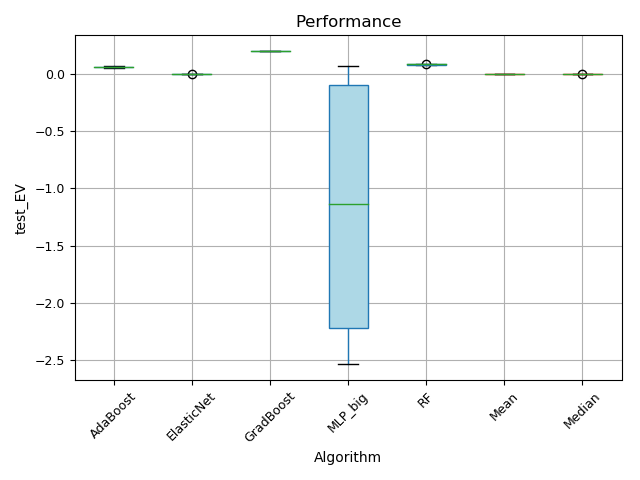 Performance
test_EV
0.0
−0.5
−1.0
−1.5
−2.0
−2.5
AdaBoost
ElasticNet
GradBoost
MLP_big
RF
Mean
Median
Algorithm